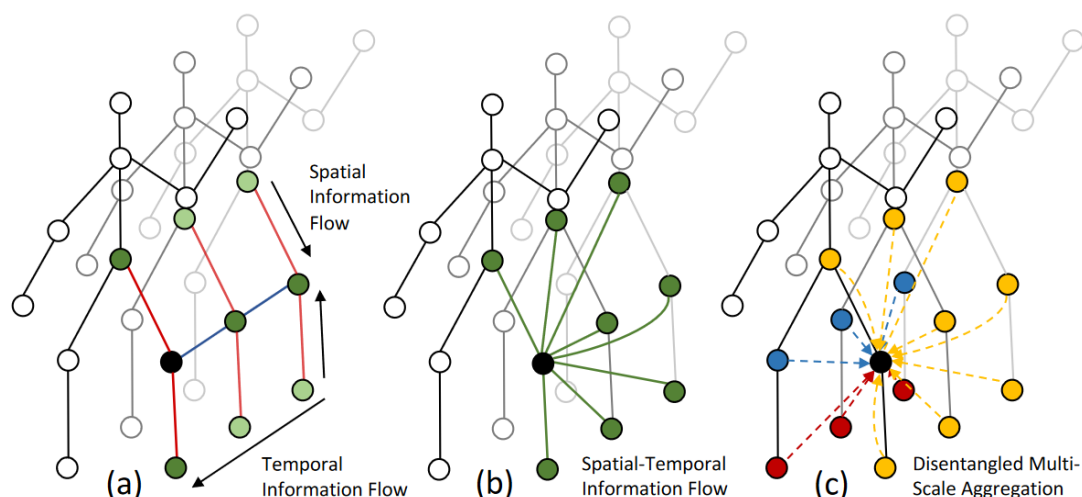 Spatial
Information
Flow
(a)
Temporal
Information Flow
(b)
Spatial-Temporal
Information Flow
(c)
Disentangled Multi-
Scale Aggregation